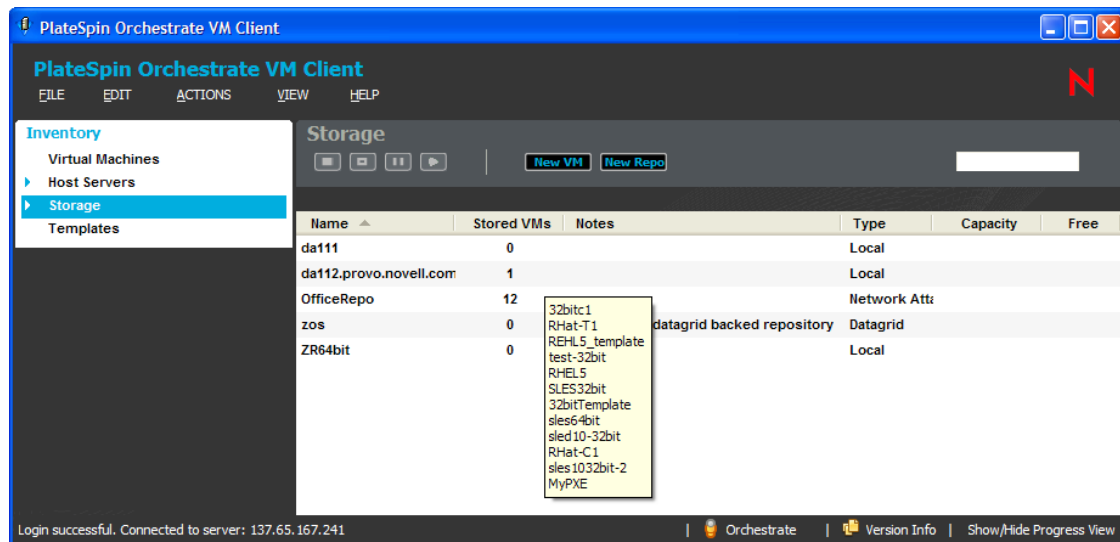 PlateSpin Orchestrate VM Client
PlateSpin Orchestrate VM Client
N
FILE EDIT ACTIONS VIEW HELP
Inventory
Virtual Machines
Host Servers
Storage
Templates
Storage
New VM New Repo
Name Stored VMs Notes Type Capacity Free
da111 0 Local
da112.provo.novell.com 1 Local
OfficeRepo 12 Network Atta
zos 0 datagrid backed repository Datagrid
ZR64bit 0 Local
32bitc1
RHat-T1
REHL5_template
test-32bit
RHEL5
SLES32bit
32bitTemplate
sles64bit
sled10-32bit
RHat-C1
sles1032bit-2
MyPXE
Login successful. Connected to server: 137.65.167.241 | Orchestrate | Version Info | Show/Hide Progress View